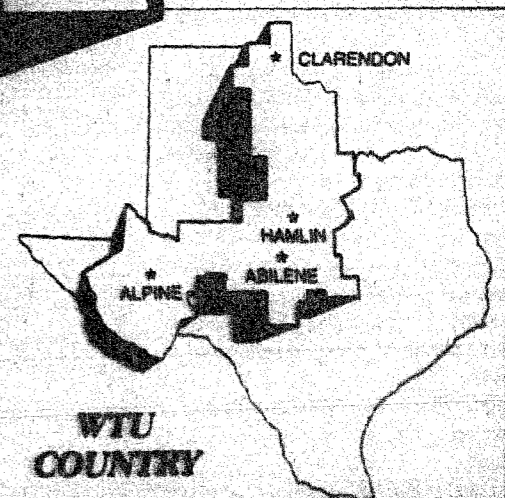 * CLARENDON
*
HAMLIN
*
ABILENE
*
ALPINE
WTU
COUNTRY